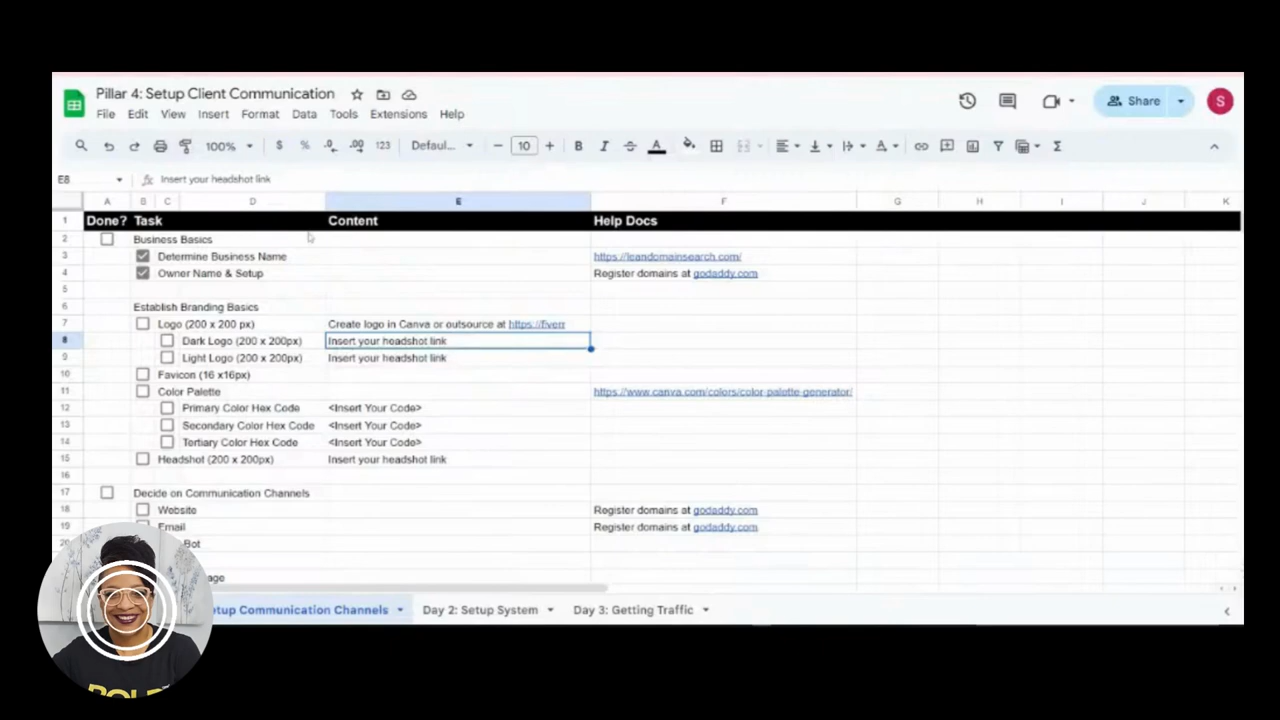 Pillar 4: Setup Client Communication
File Edit View Insert Format Data Tools Extensions Help
Share
S
100% $ % .0 .00 123 Defaul... − 10 + B I A
E8 fx Insert your headshot link
A B C D E F G H I J K
1 Done? Task Content Help Docs
2 Business Basics
3 Determine Business Name https://leandomainsearch.com/
4 Owner Name & Setup Register domains at godaddy.com
5
6 Establish Branding Basics
7 Logo (200 x 200 px) Create logo in Canva or outsource at https://fiverr
8 Dark Logo (200 x 200px) Insert your headshot link
9 Light Logo (200 x 200px) Insert your headshot link
10 Favicon (16 x16px)
11 Color Palette https://www.canva.com/colors/color-palette-generator/
12 Primary Color Hex Code <Insert Your Code>
13 Secondary Color Hex Code <Insert Your Code>
14 Tertiary Color Hex Code <Insert Your Code>
15 Headshot (200 x 200px) Insert your headshot link
16
17 Decide on Communication Channels
18 Website Register domains at godaddy.com
19 Email Register domains at godaddy.com
Bot
age
etup Communication Channels Day 2: Setup System Day 3: Getting Traffic